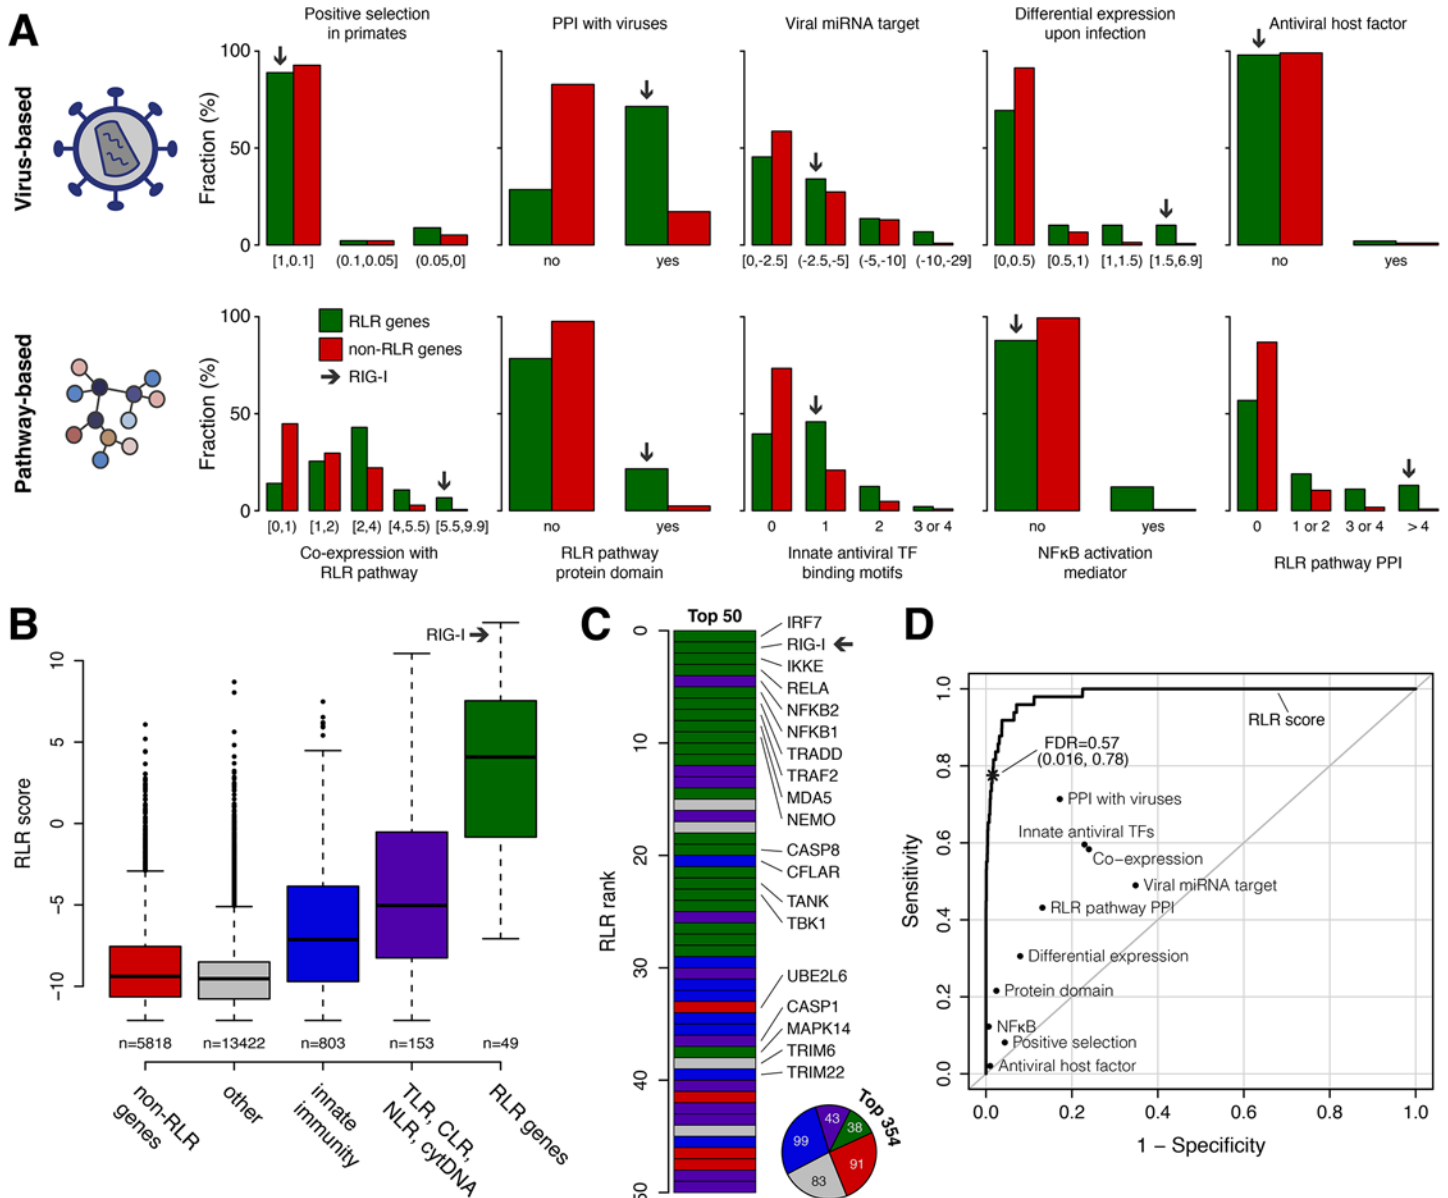 A
Virus-based
Positive selection
in primates
PPI with viruses
Viral miRNA target
Differential expression
upon infection
Antiviral host factor
Fraction (%)
100
50
0
[1,0.1]
(0.1,0.05]
(0.05,0]
no
yes
[0,-2.5]
(-2.5,-5]
(-5,-10]
(-10,-29]
[0,0.5)
[0.5,1)
[1,1.5)
[1.5,6.9]
no
yes
Pathway-based
Fraction (%)
100
50
0
RLR genes
non-RLR genes
RIG-I
[0,1)
[1,2)
[2,4)
[4,5.5)
[5.5,9.9]
no
yes
0
1
2
3 or 4
no
yes
0
1 or 2
3 or 4
> 4
Co-expression with
RLR pathway
RLR pathway
protein domain
Innate antiviral TF
binding motifs
NFκB activation
mediator
RLR pathway PPI
B
RLR score
10
5
0
−5
−10
RIG-I
n=5818
n=13422
n=803
n=153
n=49
non-RLR
genes
other
innate
immunity
TLR, CLR,
NLR, cytDNA
RLR genes
C
Top 50
RLR rank
0
10
20
30
40
50
IRF7
RIG-I
IKKE
RELA
NFKB2
NFKB1
TRADD
TRAF2
MDA5
NEMO
CASP8
CFLAR
TANK
TBK1
UBE2L6
CASP1
MAPK14
TRIM6
TRIM22
Top 354
43
38
99
91
83
D
Sensitivity
1.0
0.8
0.6
0.4
0.2
0.0
RLR score
FDR=0.57
(0.016, 0.78)
PPI with viruses
Innate antiviral TFs
Co−expression
Viral miRNA target
RLR pathway PPI
Differential expression
Protein domain
NFκB
Positive selection
Antiviral host factor
0.0
0.2
0.4
0.6
0.8
1.0
1 − Specificity